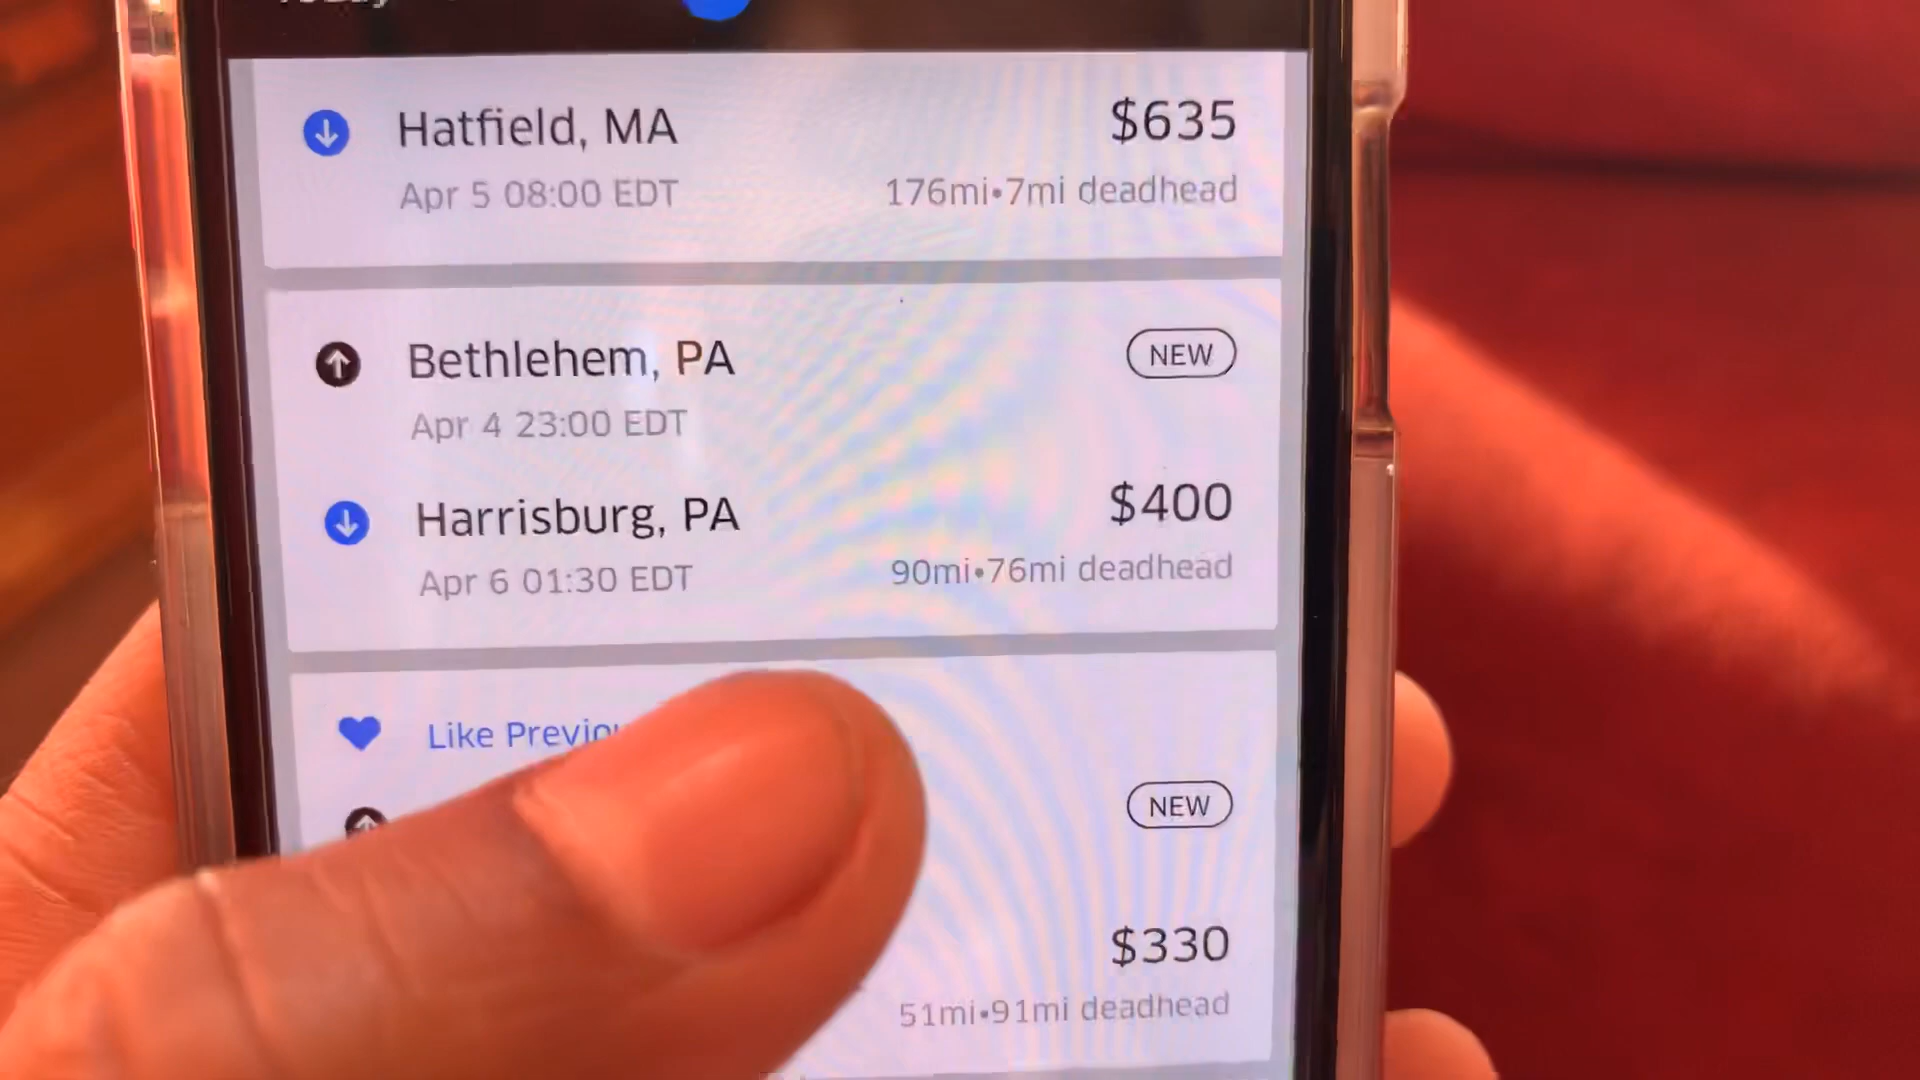 Hatfield, MA
$635
Apr 5 08:00 EDT
176mi•7mi deadhead
Bethlehem, PA
NEW
Apr 4 23:00 EDT
Harrisburg, PA
$400
Apr 6 01:30 EDT
90mi•76mi deadhead
Like
NEW
$330
51mi•91mi deadhead